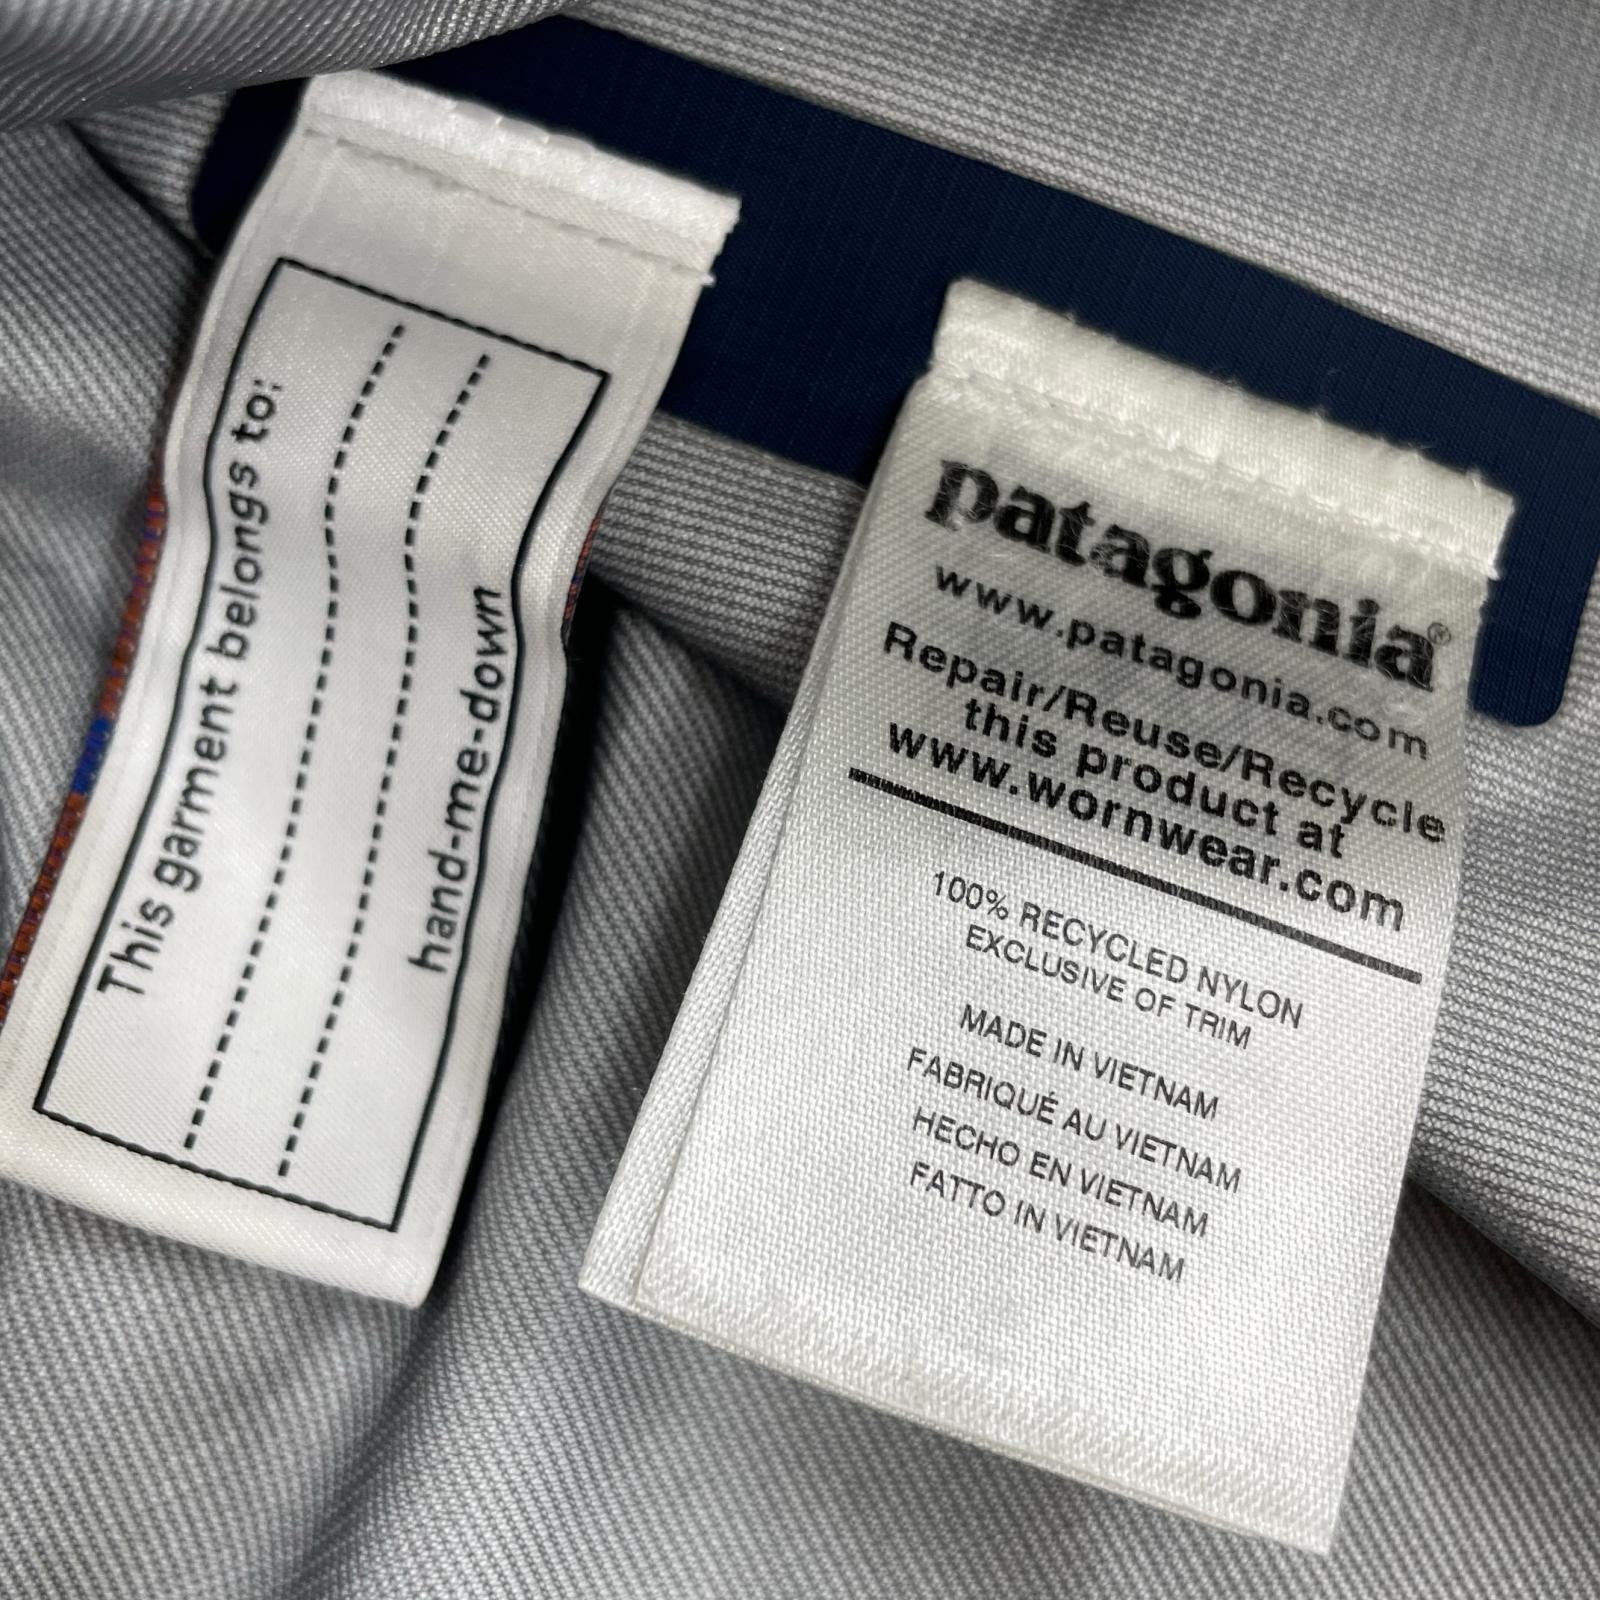 This garment belongs to:
hand-me-down
patagonia®
www.patagonia.com
Repair/Reuse/Recycle
this product at
www.wornwear.com
100% RECYCLED NYLON
EXCLUSIVE OF TRIM
MADE IN VIETNAM
FABRIQUÉ AU VIETNAM
HECHO EN VIETNAM
FATTO IN VIETNAM